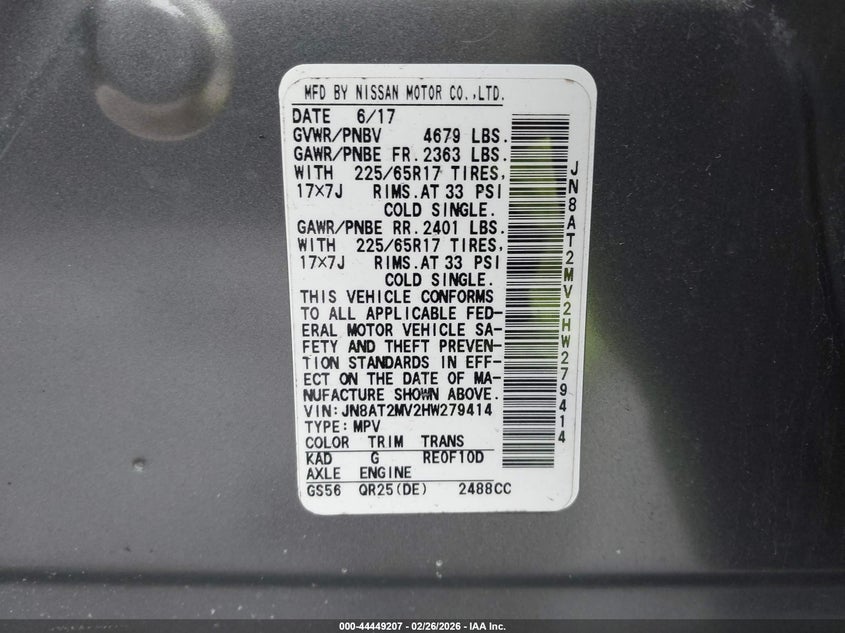 MFD BY NISSAN MOTOR CO.,LTD.
DATE 6/17
GVWR/PNBV 4679 LBS.
GAWR/PNBE FR. 2363 LBS.
WITH 225/65R17 TIRES,
17×7J RIMS.AT 33 PSI
COLD SINGLE.
GAWR/PNBE RR. 2401 LBS.
WITH 225/65R17 TIRES,
17×7J RIMS.AT 33 PSI
COLD SINGLE.
THIS VEHICLE CONFORMS
TO ALL APPLICABLE FED-
ERAL MOTOR VEHICLE SA-
FETY AND THEFT PREVEN-
TION STANDARDS IN EFF-
ECT ON THE DATE OF MA-
NUFACTURE SHOWN ABOVE.
VIN:JN8AT2MV2HW279414
TYPE:MPV
COLOR TRIM TRANS
KAD G RE0F10D
AXLE ENGINE
GS56 QR25(DE) 2488CC
JN8AT2MV2HW279414
000-44449207 - 02/26/2026 - IAA Inc.